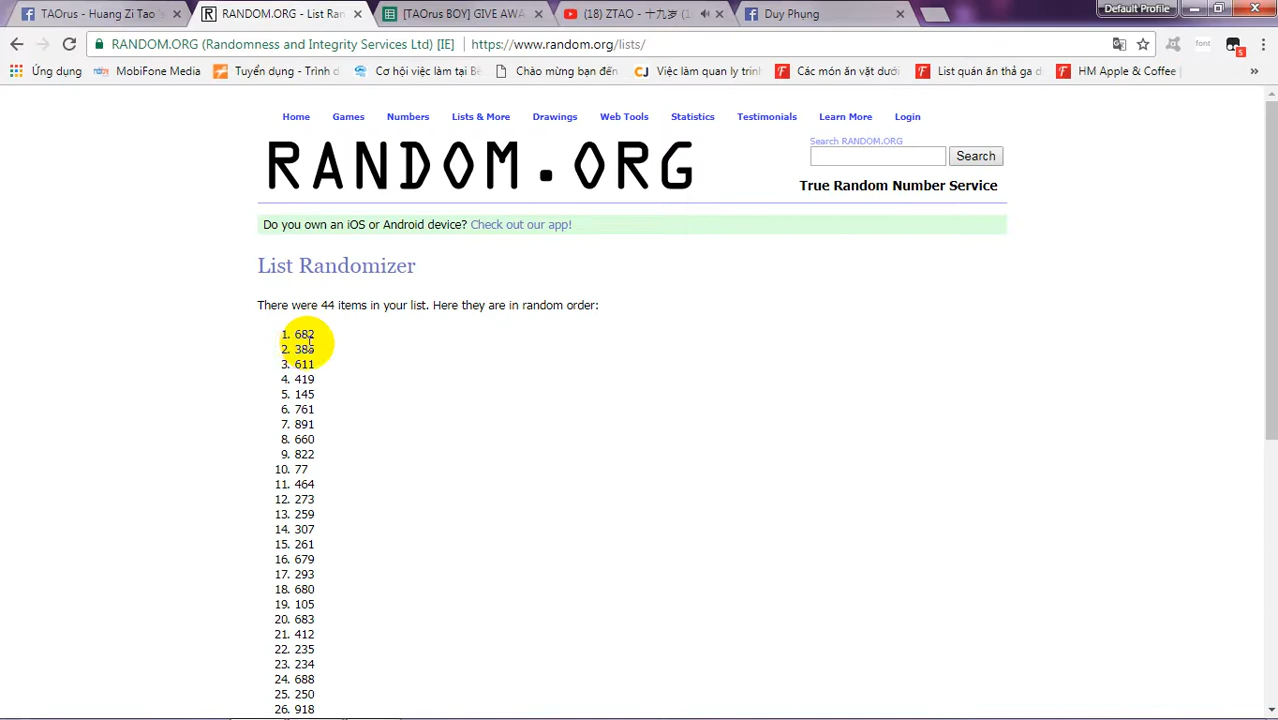 TAOrus - Huang Zi Tao's
RANDOM.ORG - List Ran
[TAOrus BOY] GIVE AWA
(18) ZTAO - 十九岁 (1
Duy Phung
Default Profile
RANDOM.ORG (Randomness and Integrity Services Ltd) [IE] https://www.random.org/lists/
font
5
Ứng dụng
MobiFone Media
Tuyển dụng - Trình d
Cơ hội việc làm tại Bệ
Chào mừng bạn đến
Việc làm quan ly trinh
Các món ăn vặt dưới
List quán ăn thả ga d
HM Apple & Coffee
»
Home Games Numbers Lists & More Drawings Web Tools Statistics Testimonials Learn More Login
RANDOM.ORG
Search RANDOM.ORG
Search
True Random Number Service
Do you own an iOS or Android device? Check out our app!
List Randomizer
There were 44 items in your list. Here they are in random order:
1. 682
2. 38
3. 611
4. 419
5. 145
6. 761
7. 891
8. 660
9. 822
10. 77
11. 464
12. 273
13. 259
14. 307
15. 261
16. 679
17. 293
18. 680
19. 105
20. 683
21. 412
22. 235
23. 234
24. 688
25. 250
26. 918